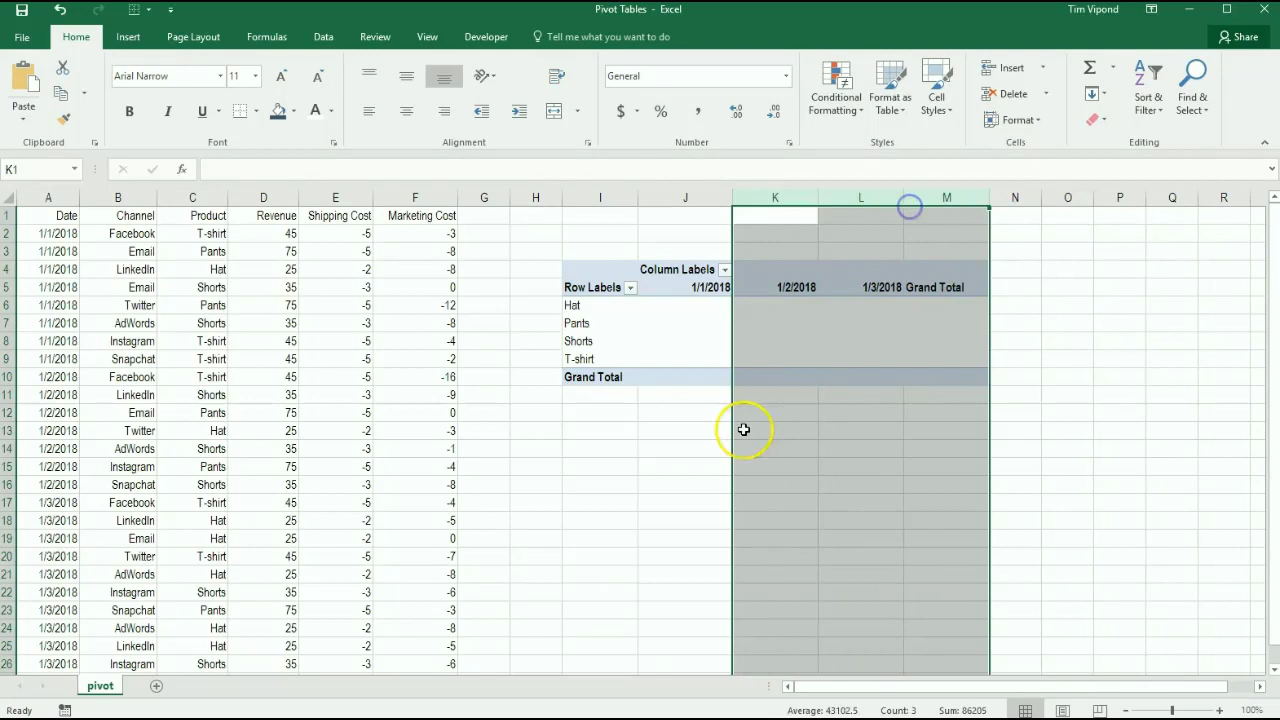 Pivot Tables - Excel
Tim Vipond
File Home Insert Page Layout Formulas Data Review View Developer Tell me what you want to do Share
Paste
Arial Narrow 11 A A
B I U A
General
$ % ,
Conditional Formatting
Format as Table
Cell Styles
Insert
Delete
Format
Sort & Filter
Find & Select
Clipboard Font Alignment Number Styles Cells Editing
K1 fx
A B C D E F G H I J K L M N O P Q R
1 Date Channel Product Revenue Shipping Cost Marketing Cost
2 1/1/2018 Facebook T-shirt 45 -5 -3
3 1/1/2018 Email Pants 75 -5 -8
4 1/1/2018 LinkedIn Hat 25 -2 -8 Column Labels
5 1/1/2018 Email Shorts 35 -3 0 Row Labels 1/1/2018 1/2/2018 1/3/2018 Grand Total
6 1/1/2018 Twitter Pants 75 -5 -12 Hat
7 1/1/2018 AdWords Shorts 35 -3 -8 Pants
8 1/1/2018 Instagram T-shirt 45 -5 -4 Shorts
9 1/1/2018 Snapchat T-shirt 45 -5 -2 T-shirt
10 1/2/2018 Facebook T-shirt 45 -5 -16 Grand Total
11 1/2/2018 LinkedIn Shorts 35 -3 -9
12 1/2/2018 Email Pants 75 -5 0
13 1/2/2018 Twitter Hat 25 -2 -3
14 1/2/2018 AdWords Shorts 35 -3 -1
15 1/2/2018 Instagram Pants 75 -5 -4
16 1/2/2018 Snapchat Shorts 35 -3 -8
17 1/3/2018 Facebook T-shirt 45 -5 -4
18 1/3/2018 LinkedIn Hat 25 -2 -5
19 1/3/2018 Email Hat 25 -2 0
20 1/3/2018 Twitter T-shirt 45 -5 -7
21 1/3/2018 AdWords Hat 25 -2 -8
22 1/3/2018 Instagram Shorts 35 -3 -6
23 1/3/2018 Snapchat Pants 75 -5 -3
24 1/3/2018 AdWords Hat 25 -2 -8
25 1/3/2018 LinkedIn Hat 25 -2 -5
26 1/3/2018 Instagram Shorts 35 -3 -6
pivot
Ready Average: 43102.5 Count: 3 Sum: 86205 100%